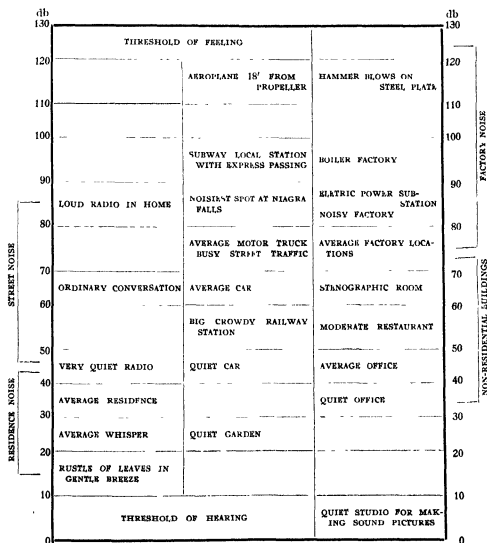 db
db
130
130
THRESHOLD OF FEELING
120
120
AEROPLANE 18' FROM
PROPELLER
HAMMER BLOWS ON
STEEL PLATE
110
110
100
100
SUBWAY LOCAL STATION
WITH EXPRESS PASSING
BOILER FACTORY
90
90
LOUD RADIO IN HOME
NOISIEST SPOT AT NIAGRA
FALLS
ELETRIC POWER SUB-
STATION
NOISY FACTORY
80
80
AVERAGE MOTOR TRUCK
BUSY STREET TRAFFIC
AVERAGE FACTORY LOCA-
TIONS
70
70
ORDINARY CONVERSATION
AVERAGE CAR
STENOGRAPHIC ROOM
60
60
BIG CROWDY RAILWAY
STATION
MODERATE RESTAURANT
50
50
VERY QUIET RADIO
QUIET CAR
AVERAGE OFFICE
40
40
AVERAGE RESIDENCE
QUIET OFFICE
30
30
AVERAGE WHISPER
QUIET GARDEN
20
20
RUSTLE OF LEAVES IN
GENTLE BREEZE
10
10
THRESHOLD OF HEARING
QUIET STUDIO FOR MAK-
ING SOUND PICTURES
0
0
STREET NOISE
RESIDENCE NOISE
FACTORY NOISE
NON-RESIDENTIAL BUILDINGS